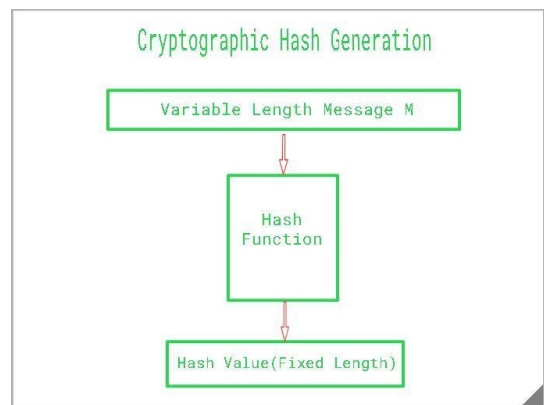 Cryptographic Hash Generation
Variable Length Message M
Hash
Function
Hash Value(Fixed Length)